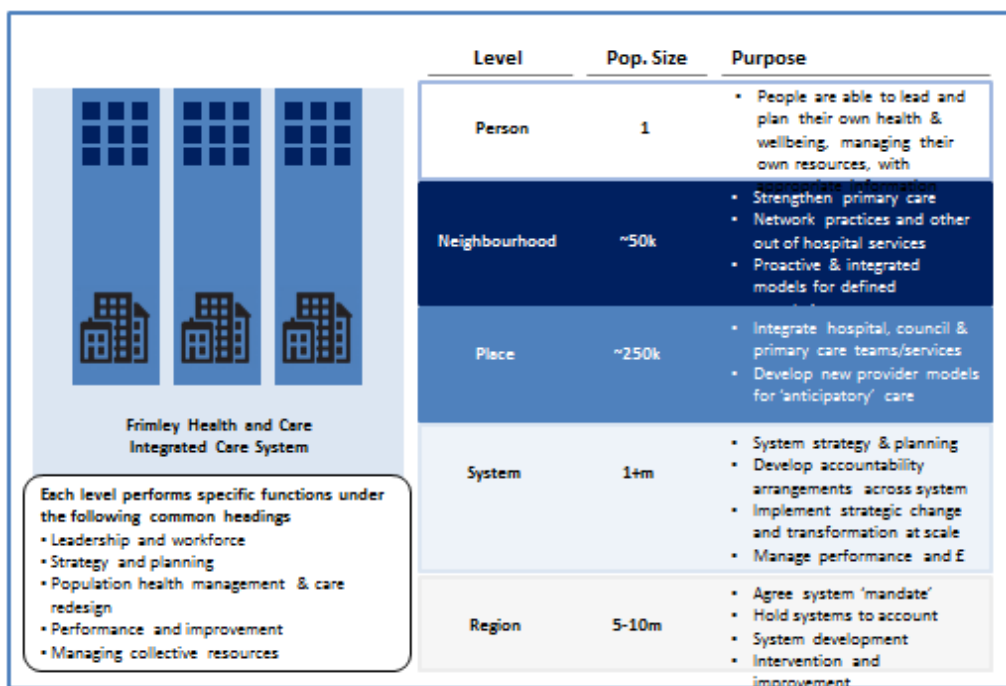 Level Pop. Size Purpose
Person 1
• People are able to lead and
plan their own health &
wellbeing, managing their
own resources, with
appropriate information
Neighbourhood ~50k
• Strengthen primary care
• Network practices and other
out of hospital services
• Proactive & integrated
models for defined
Place ~250k
• Integrate hospital, council &
primary care teams/services
• Develop new provider models
for 'anticipatory' care
System 1+m
• System strategy & planning
• Develop accountability
arrangements across system
• Implement strategic change
and transformation at scale
• Manage performance and £
Region 5-10m
• Agree system 'mandate'
• Hold systems to account
• System development
• Intervention and
improvement
Frimley Health and Care
Integrated Care System
Each level performs specific functions under
the following common headings
▪ Leadership and workforce
▪ Strategy and planning
▪ Population health management & care
redesign
▪ Performance and improvement
▪ Managing collective resources